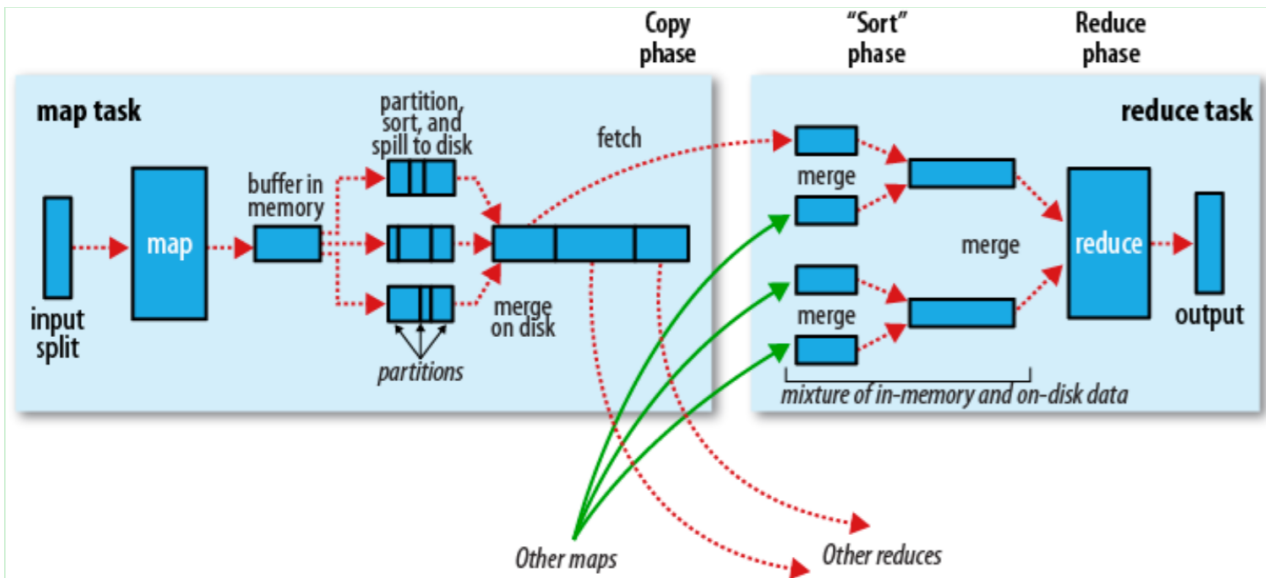 Copy
phase
“Sort”
phase
Reduce
phase
map task
partition,
sort, and
spill to disk
fetch
reduce task
buffer in
memory
map
input
split
merge
on disk
partitions
merge
merge
merge
reduce
output
mixture of in-memory and on-disk data
Other maps
Other reduces